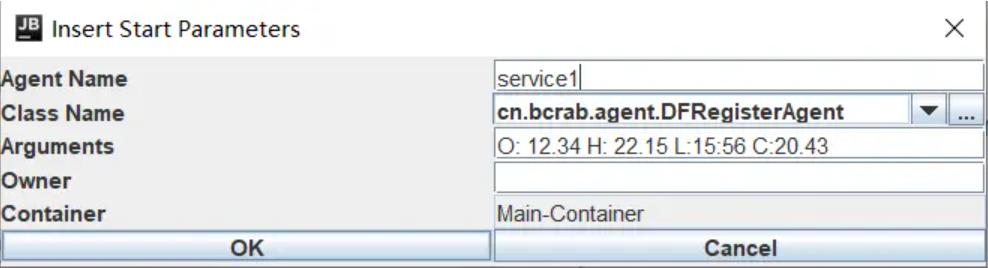 JB Insert Start Parameters
Agent Name service1
Class Name cn.bcrab.agent.DFRegisterAgent ...
Arguments O: 12.34 H: 22.15 L:15:56 C:20.43
Owner
Container Main-Container
OK Cancel